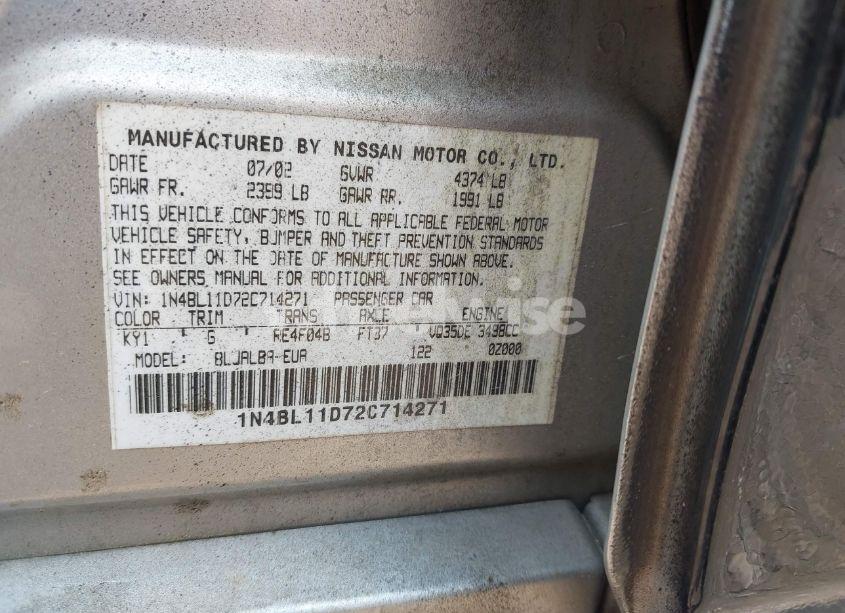 MANUFACTURED BY NISSAN MOTOR CO., LTD.
DATE 07/02 GVWR 4374 LB
GAWR FR. 2399 LB GAWR RR. 1991 LB
THIS VEHICLE CONFORMS TO ALL APPLICABLE FEDERAL MOTOR
VEHICLE SAFETY, BUMPER AND THEFT PREVENTION STANDARDS
IN EFFECT ON THE DATE OF MANUFACTURE SHOWN ABOVE.
SEE OWNERS MANUAL FOR ADDITIONAL INFORMATION.
VIN: 1N4BL11D72C714271 PASSENGER CAR
COLOR TRIM TRANS AXLE ENGINE
KY1 G RE4F04B FT37 VQ35DE 3498CC
MODEL: BLJALB9-EUA 122 0Z000
1N4BL11D72C714271